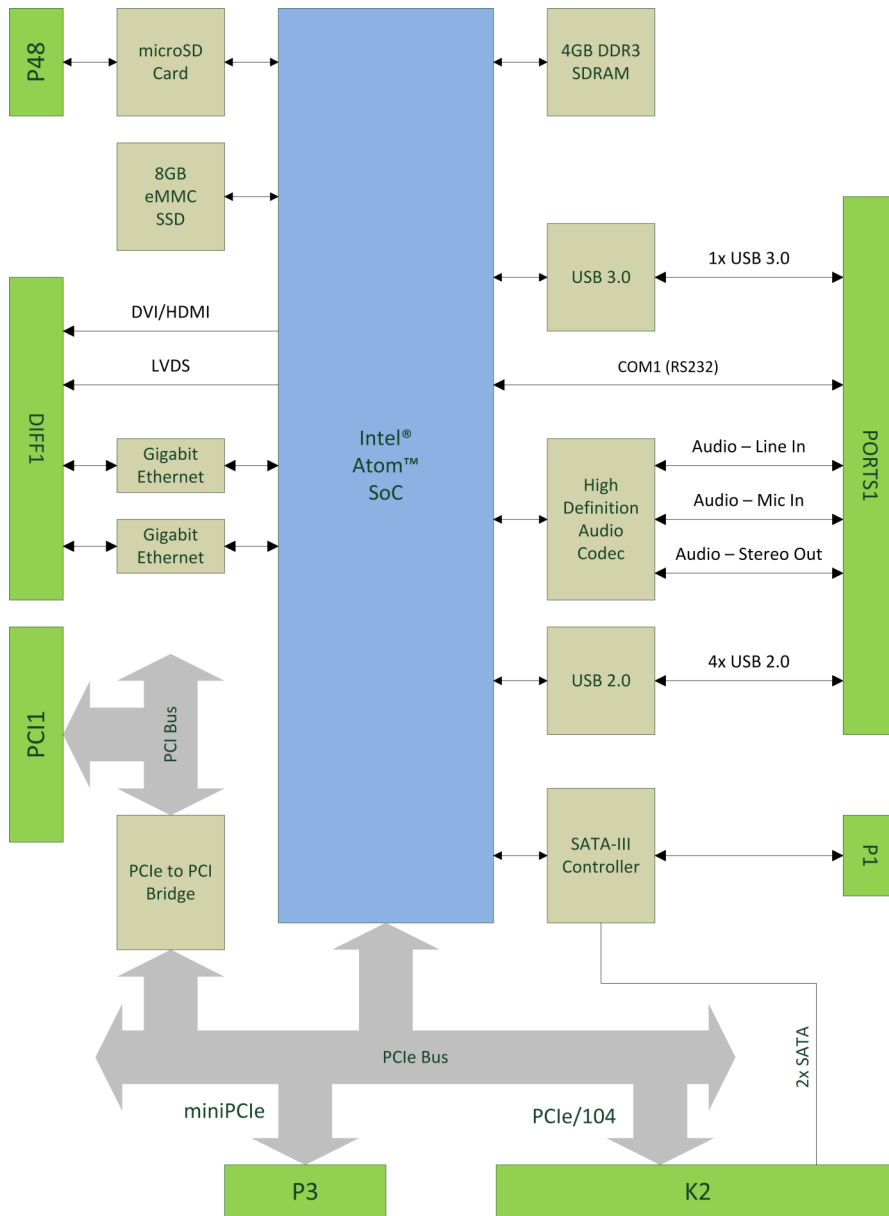 P48
microSD
Card
4GB DDR3
SDRAM
8GB
eMMC
SSD
USB 3.0
1x USB 3.0
DVI/HDMI
LVDS
COM1 (RS232)
DIFF1
Gigabit
Ethernet
Gigabit
Ethernet
Intel®
Atom™
SoC
High
Definition
Audio
Codec
Audio – Line In
Audio – Mic In
Audio – Stereo Out
PORTS1
USB 2.0
4x USB 2.0
PCI1
PCI Bus
PCIe to PCI
Bridge
SATA-III
Controller
P1
PCIe Bus
2x SATA
miniPCIe
PCIe/104
P3
K2